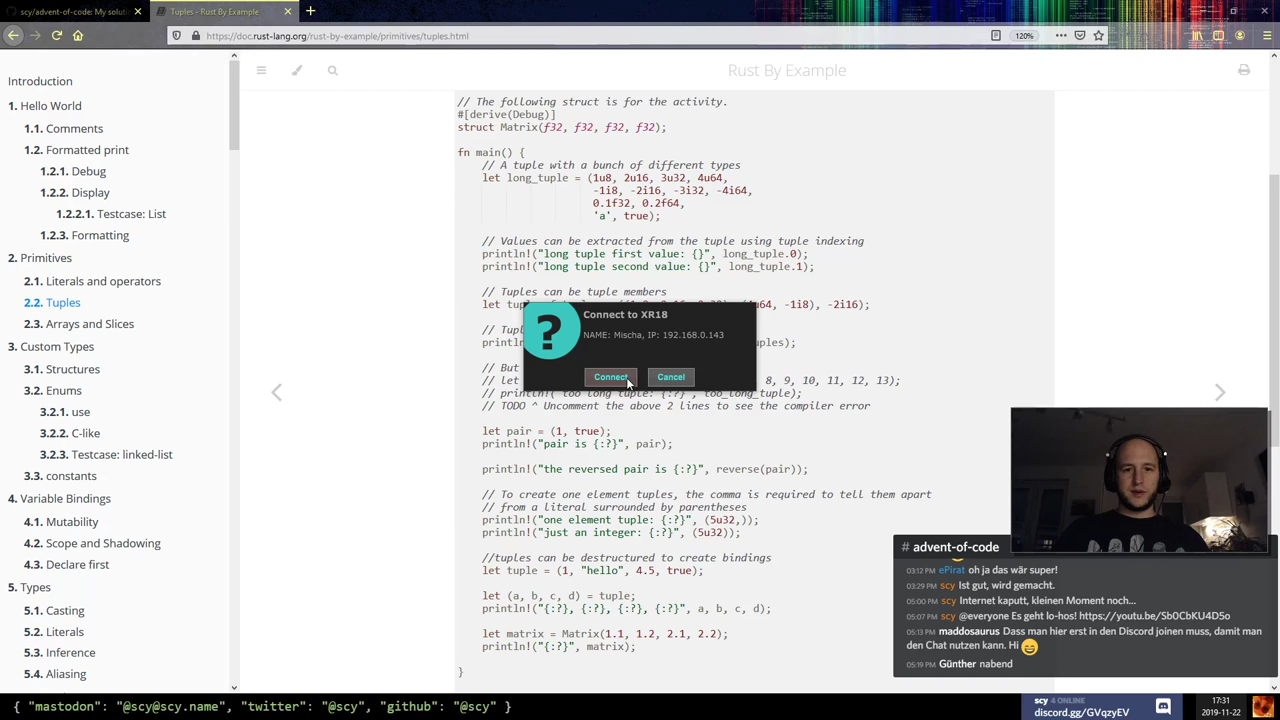 scy/advent-of-code: My solut
Tuples - Rust By Example
https://doc.rust-lang.org/rust-by-example/primitives/tuples.html
120%
Introduction
1. Hello World
1.1. Comments
1.2. Formatted print
1.2.1. Debug
1.2.2. Display
1.2.2.1. Testcase: List
1.2.3. Formatting
2. Primitives
2.1. Literals and operators
2.2. Tuples
2.3. Arrays and Slices
3. Custom Types
3.1. Structures
3.2. Enums
3.2.1. use
3.2.2. C-like
3.2.3. Testcase: linked-list
3.3. constants
4. Variable Bindings
4.1. Mutability
4.2. Scope and Shadowing
4.3. Declare first
5. Types
5.1. Casting
5.2. Literals
5.3. Inference
5.4. Aliasing
Rust By Example
// The following struct is for the activity.
#[derive(Debug)]
struct Matrix(f32, f32, f32, f32);
fn main() {
// A tuple with a bunch of different types
let long_tuple = (1u8, 2u16, 3u32, 4u64,
-1i8, -2i16, -3i32, -4i64,
0.1f32, 0.2f64,
'a', true);
// Values can be extracted from the tuple using tuple indexing
println!("long tuple first value: {}", long_tuple.0);
println!("long tuple second value: {}", long_tuple.1);
// Tuples can be tuple members
let tup
4u64, -1i8), -2i16);
// Tup
println
uples);
// But
// let
8, 9, 10, 11, 12, 13);
// println!("too long tuple: {:?}", too_long_tuple);
// TODO ^ Uncomment the above 2 lines to see the compiler error
let pair = (1, true);
println!("pair is {:?}", pair);
println!("the reversed pair is {:?}", reverse(pair));
// To create one element tuples, the comma is required to tell them apart
// from a literal surrounded by parentheses
println!("one element tuple: {:?}", (5u32,));
println!("just an integer: {:?}", (5u32));
//tuples can be destructured to create bindings
let tuple = (1, "hello", 4.5, true);
let (a, b, c, d) = tuple;
println!("{:?}, {:?}, {:?}, {:?}", a, b, c, d);
let matrix = Matrix(1.1, 1.2, 2.1, 2.2);
println!("{:?}", matrix);
}
?
Connect to XR18
NAME: Mischa, IP: 192.168.0.143
Connect
Cancel
# advent-of-code
03:12 PM ePirat oh ja das wär super!
03:29 PM scy Ist gut, wird gemacht.
05:00 PM scy Internet kaputt, kleinen Moment noch...
05:07 PM scy @everyone Es geht lo-hos! https://youtu.be/Sb0CbKU4D5o
05:13 PM maddosaurus Dass man hier erst in den Discord joinen muss, damit man
den Chat nutzen kann. Hi
05:19 PM Günther nabend
{ "mastodon": "@scy@scy.name", "twitter": "@scy", "github": "@scy" }
scy 4 ONLINE
discord.gg/GVqzyEV
17:31
2019-11-22